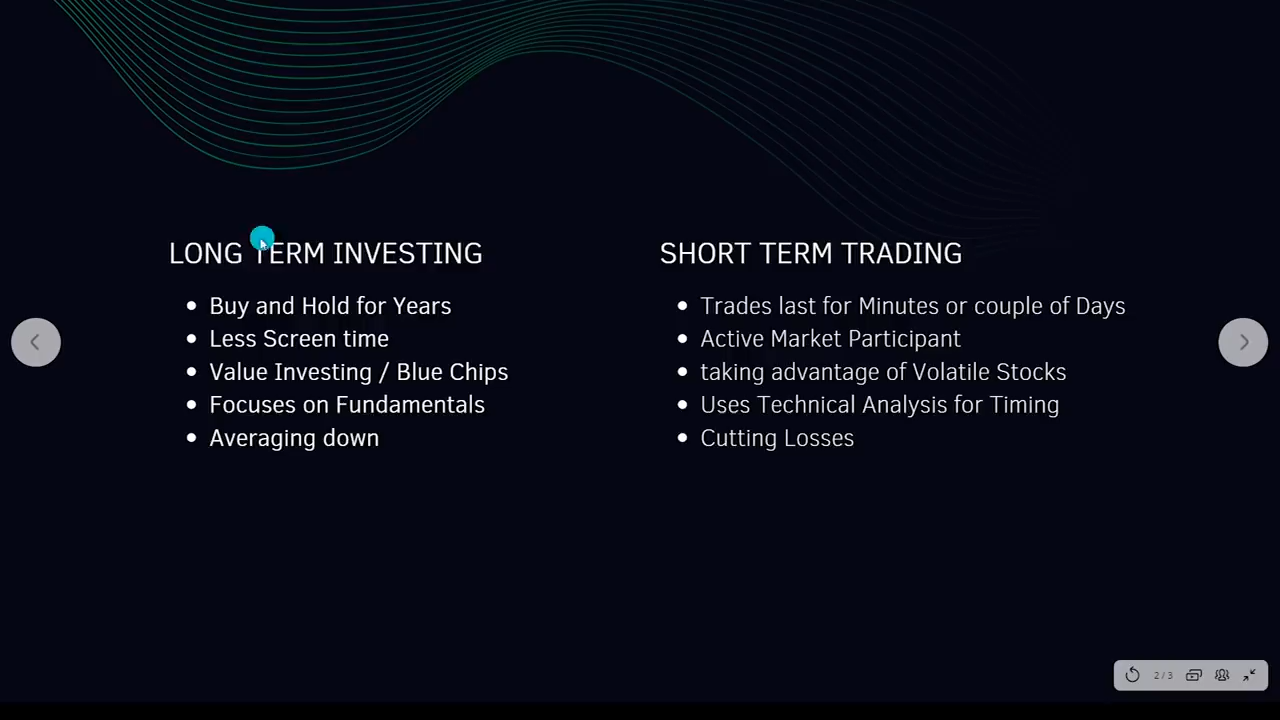 LONG TERM INVESTING
• Buy and Hold for Years
• Less Screen time
• Value Investing / Blue Chips
• Focuses on Fundamentals
• Averaging down
SHORT TERM TRADING
• Trades last for Minutes or couple of Days
• Active Market Participant
• taking advantage of Volatile Stocks
• Uses Technical Analysis for Timing
• Cutting Losses
2 / 3